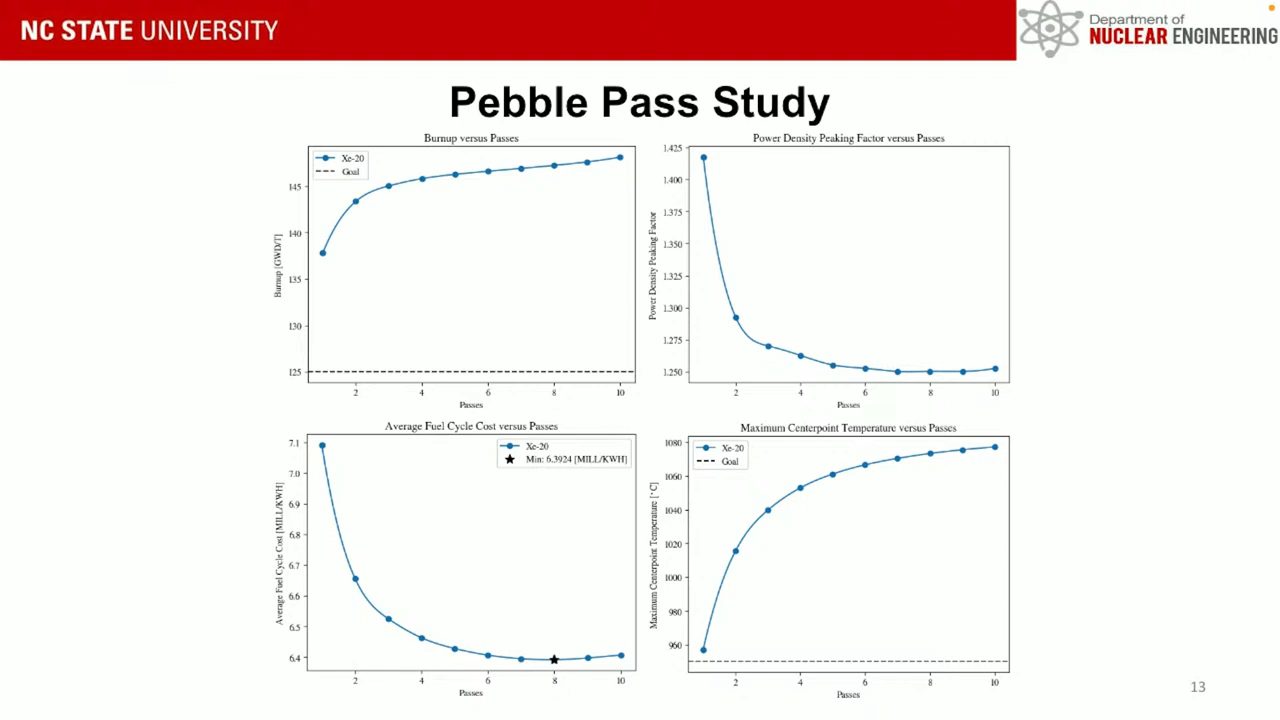 NC STATE UNIVERSITY
Department of
NUCLEAR ENGINEERING
Pebble Pass Study
Burnup versus Passes
Xe-20
Goal
145
140
135
130
125
Burnup [GWD/T]
2 4 6 8 10
Passes
Power Density Peaking Factor versus Passes
1.425
1.400
1.375
1.350
1.325
1.300
1.275
1.250
Power Density Peaking Factor
2 4 6 8 10
Passes
Average Fuel Cycle Cost versus Passes
Xe-20
Min: 6.3924 [MILL/KWH]
7.1
7.0
6.9
6.8
6.7
6.6
6.5
6.4
Average Fuel Cycle Cost [MILL/KWH]
2 4 6 8 10
Passes
Maximum Centerpoint Temperature versus Passes
Xe-20
Goal
1080
1060
1040
1020
1000
980
960
Maximum Centerpoint Temperature [°C]
2 4 6 8 10
Passes
13